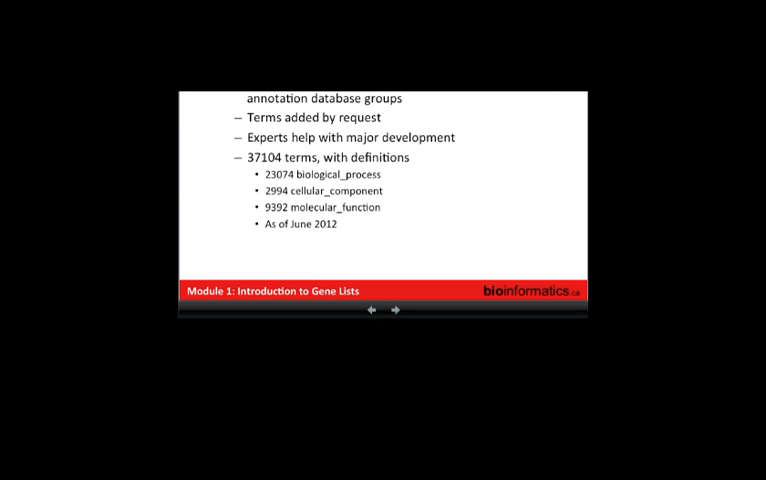 annotation database groups
– Terms added by request
– Experts help with major development
– 37104 terms, with definitions
• 23074 biological_process
• 2994 cellular_component
• 9392 molecular_function
• As of June 2012
Module 1: Introduction to Gene Lists
bioinformatics.ca